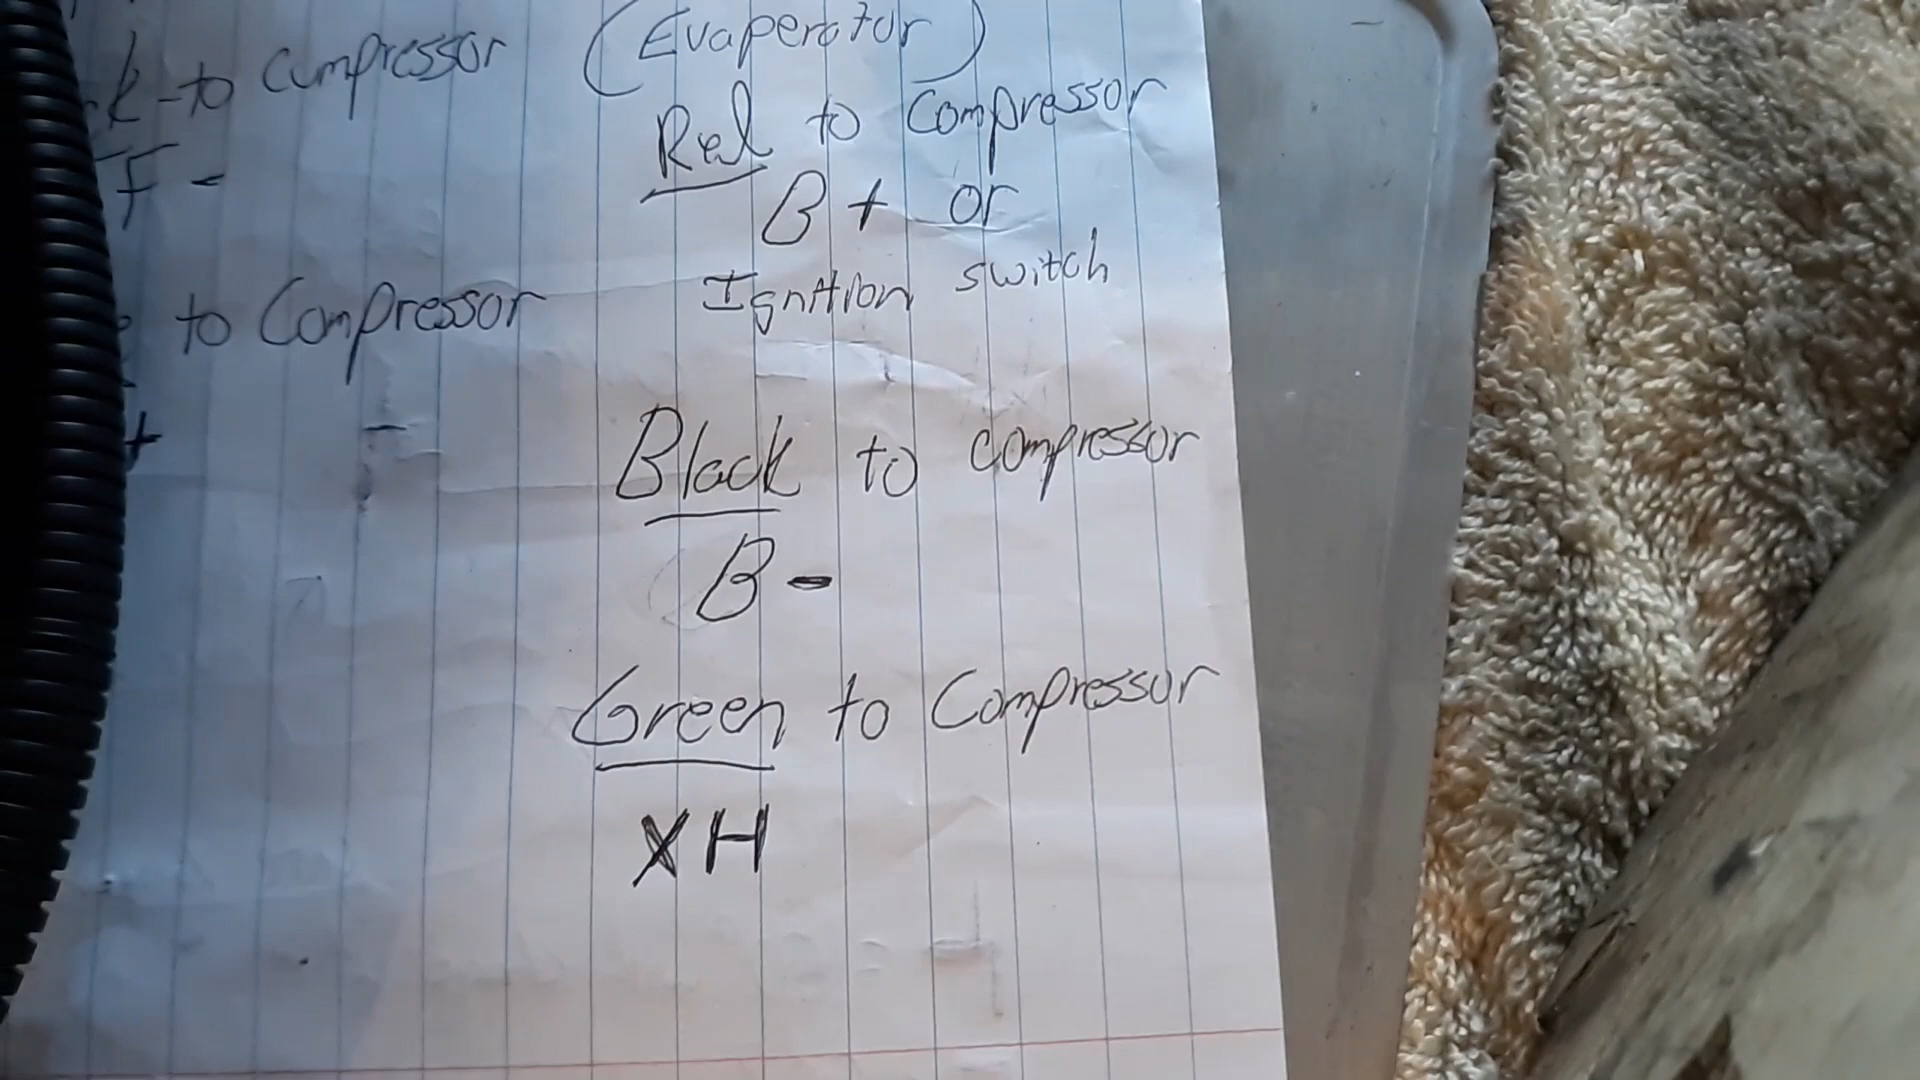 to Compressor
F -
to Compressor
+
(Evaperator)
Red to Compressor
B + or
Ignition switch
Black to compressor
B -
Green to Compressor
XH